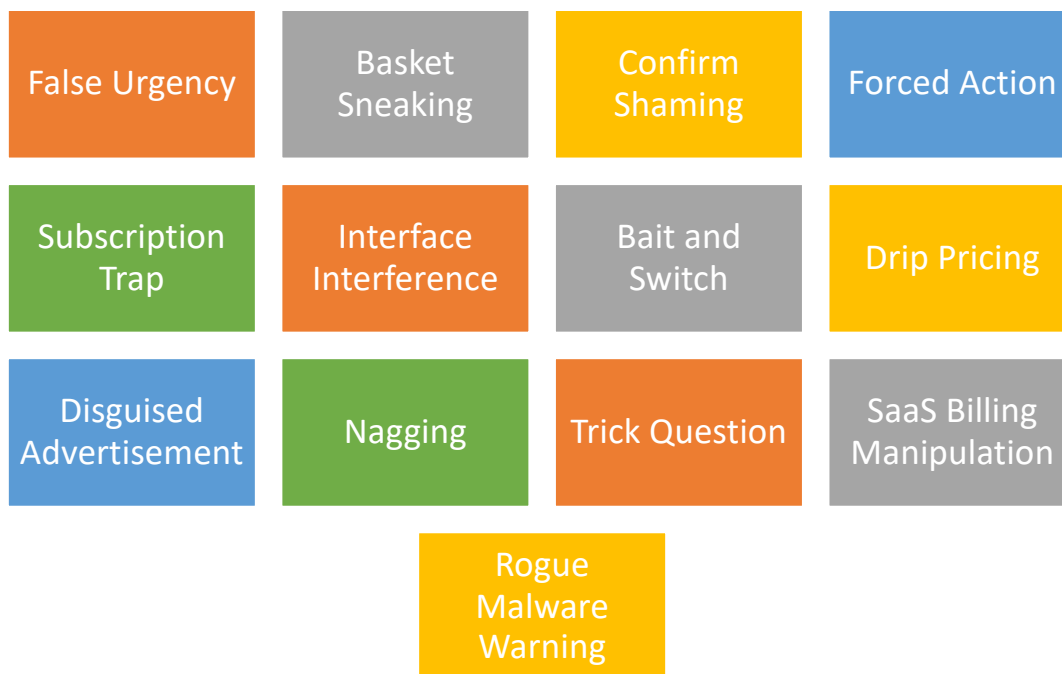 False Urgency
Basket
Sneaking
Confirm
Shaming
Forced Action
Subscription
Trap
Interface
Interference
Bait and
Switch
Drip Pricing
Disguised
Advertisement
Nagging
Trick Question
SaaS Billing
Manipulation
Rogue
Malware
Warning